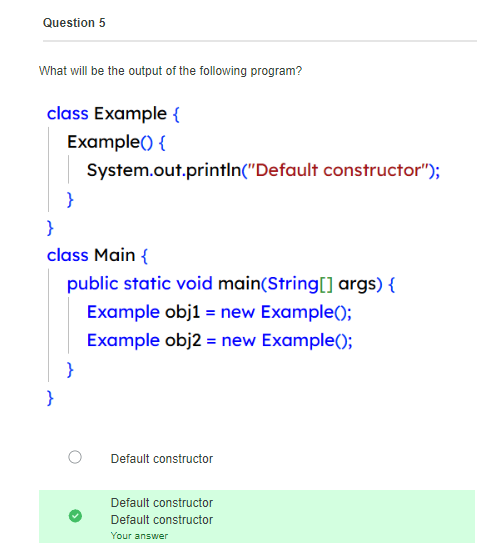 Question 5
What will be the output of the following program?
class Example {
Example() {
System.out.println("Default constructor");
}
}
class Main {
public static void main(String[] args) {
Example obj1 = new Example();
Example obj2 = new Example();
}
}
Default constructor
Default constructor
Default constructor
Your answer